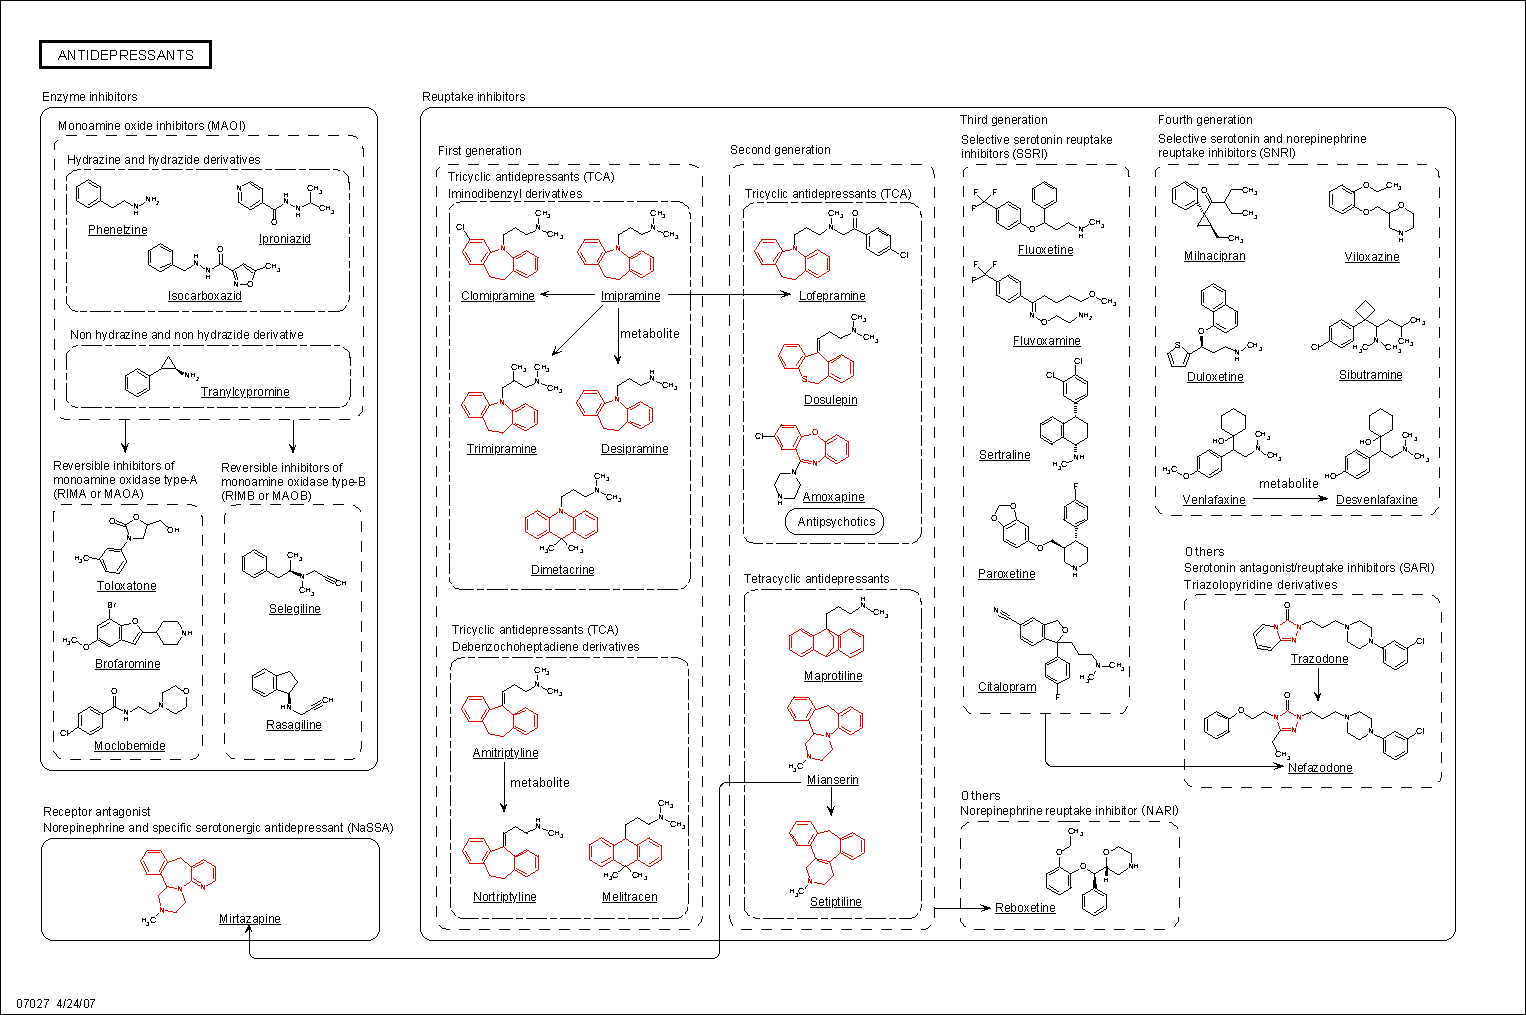 ANTIDEPRESSANTS
Enzyme inhibitors
Monoamine oxide inhibitors (MAOI)
Hydrazine and hydrazide derivatives
Phenelzine
Iproniazid
Isocarboxazid
Non hydrazine and non hydrazide derivative
Tranylcypromine
Reversible inhibitors of
monoamine oxidase type-A
(RIMA or MAOA)
Toloxatone
Brofaromine
Moclobemide
Reversible inhibitors of
monoamine oxidase type-B
(RIMB or MAOB)
Selegiline
Rasagiline
Receptor antagonist
Norepinephrine and specific serotonergic antidepressant (NaSSA)
Mirtazapine
Reuptake inhibitors
First generation
Tricyclic antidepressants (TCA)
Iminodibenzyl derivatives
Clomipramine
Imipramine
metabolite
Trimipramine
Desipramine
Dimetacrine
Tricyclic antidepressants (TCA)
Debenzochoheptadiene derivatives
Amitriptyline
metabolite
Nortriptyline
Melitracen
Second generation
Tricyclic antidepressants (TCA)
Lofepramine
Dosulepin
Amoxapine
Antipsychotics
Tetracyclic antidepressants
Maprotiline
Mianserin
Setiptiline
Third generation
Selective serotonin reuptake
inhibitors (SSRI)
Fluoxetine
Fluvoxamine
Sertraline
Paroxetine
Citalopram
Fourth generation
Selective serotonin and norepinephrine
reuptake inhibitors (SNRI)
Milnacipran
Viloxazine
Duloxetine
Sibutramine
metabolite
Venlafaxine
Desvenlafaxine
Others
Serotonin antagonist/reuptake inhibitors (SARI)
Triazolopyridine derivatives
Trazodone
Nefazodone
Others
Norepinephrine reuptake inhibitor (NARI)
Reboxetine
07027 4/24/07